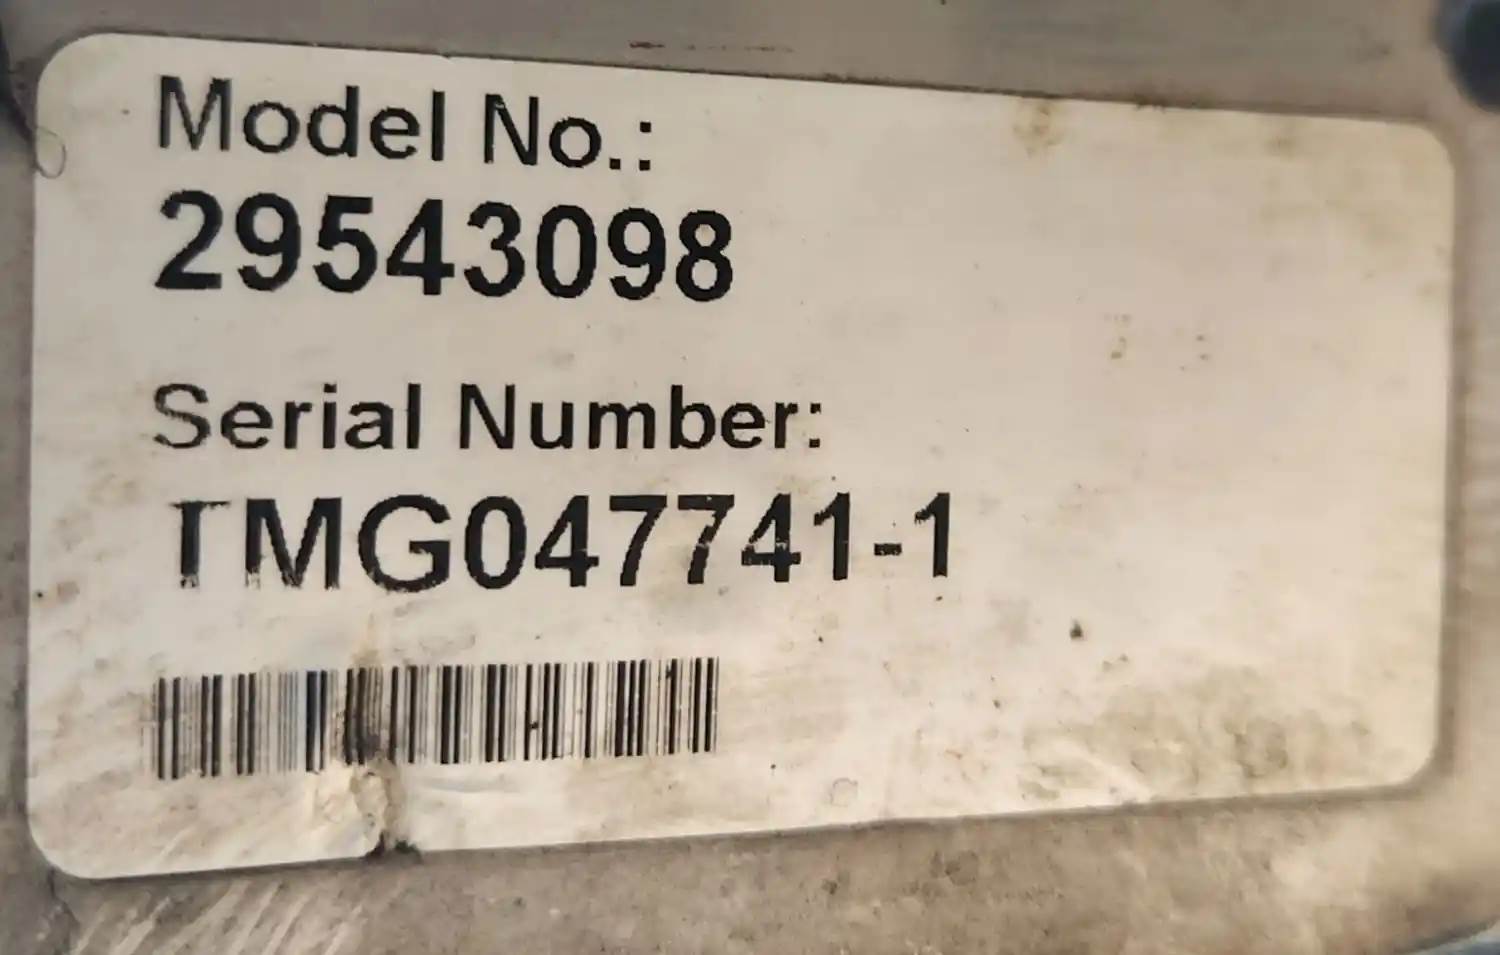 Model No.:
29543098
Serial Number:
TMG047741-1